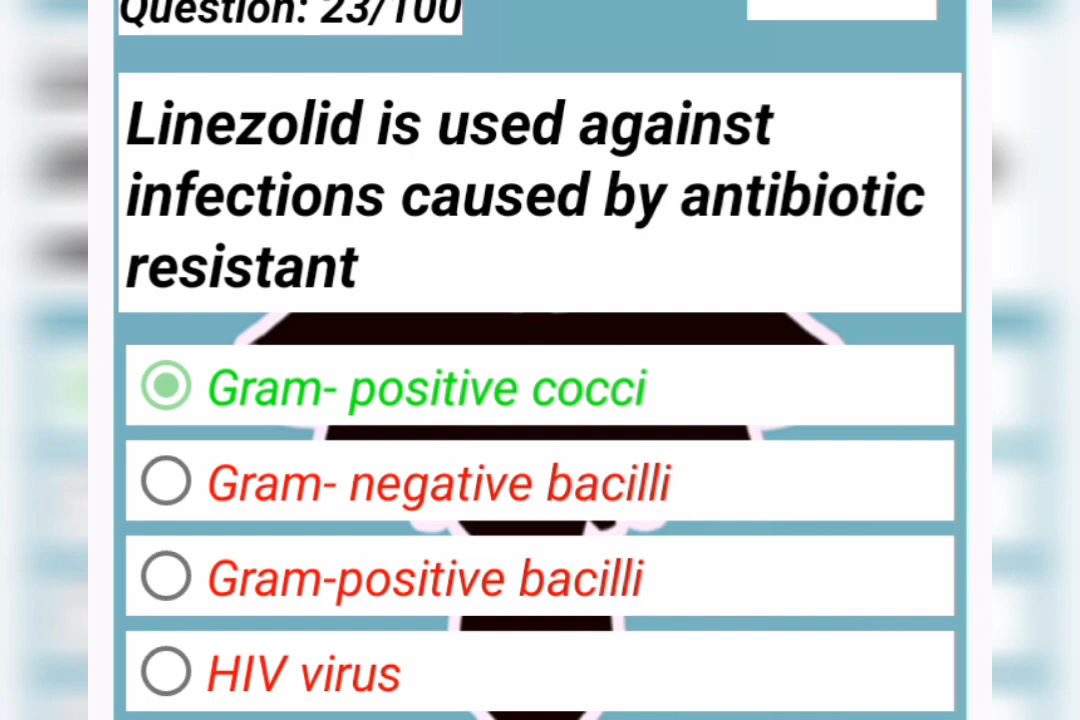 Question: 23/100
Linezolid is used against
infections caused by antibiotic
resistant
Gram- positive cocci
Gram- negative bacilli
Gram-positive bacilli
HIV virus